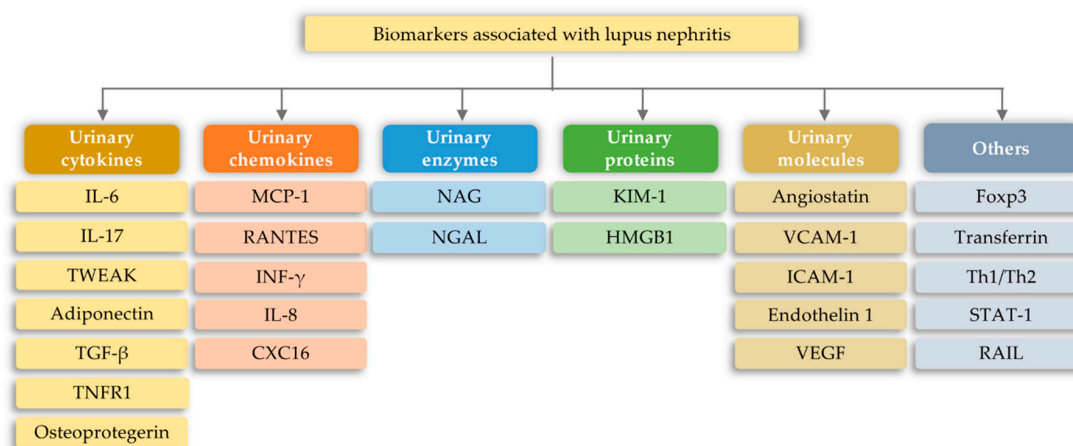 Biomarkers associated with lupus nephritis
Urinary
cytokines
IL-6
IL-17
TWEAK
Adiponectin
TGF-β
TNFR1
Osteoprotegerin
Urinary
chemokines
MCP-1
RANTES
INF-γ
IL-8
CXC16
Urinary
enzymes
NAG
NGAL
Urinary
proteins
KIM-1
HMGB1
Urinary
molecules
Angiostatin
VCAM-1
ICAM-1
Endothelin 1
VEGF
Others
Foxp3
Transferrin
Th1/Th2
STAT-1
RAIL